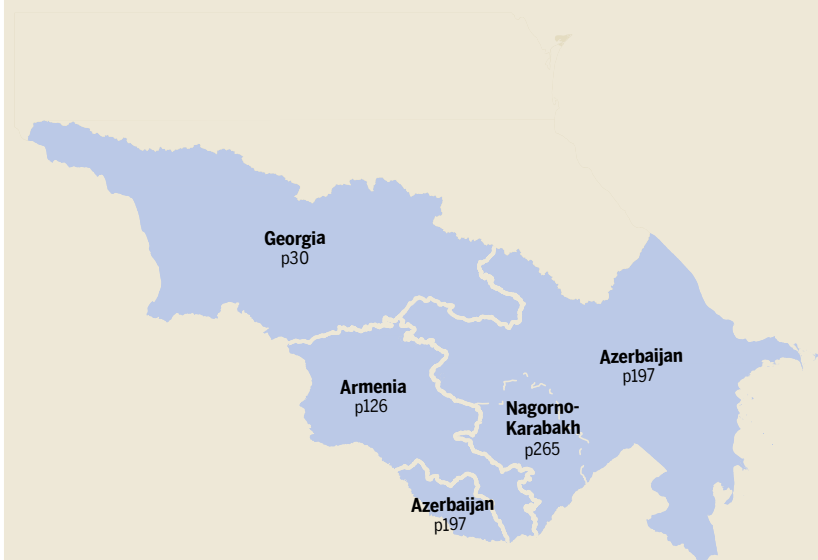 Georgia
p30
Azerbaijan
p197
Armenia
p126
Nagorno-
Karabakh
p265
Azerbaijan
p197